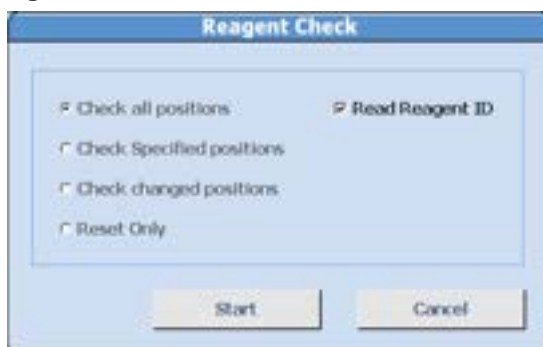 Reagent Check
Check all positions Read Reagent ID
Check Specified positions
Check changed positions
Reset Only
Start Cancel